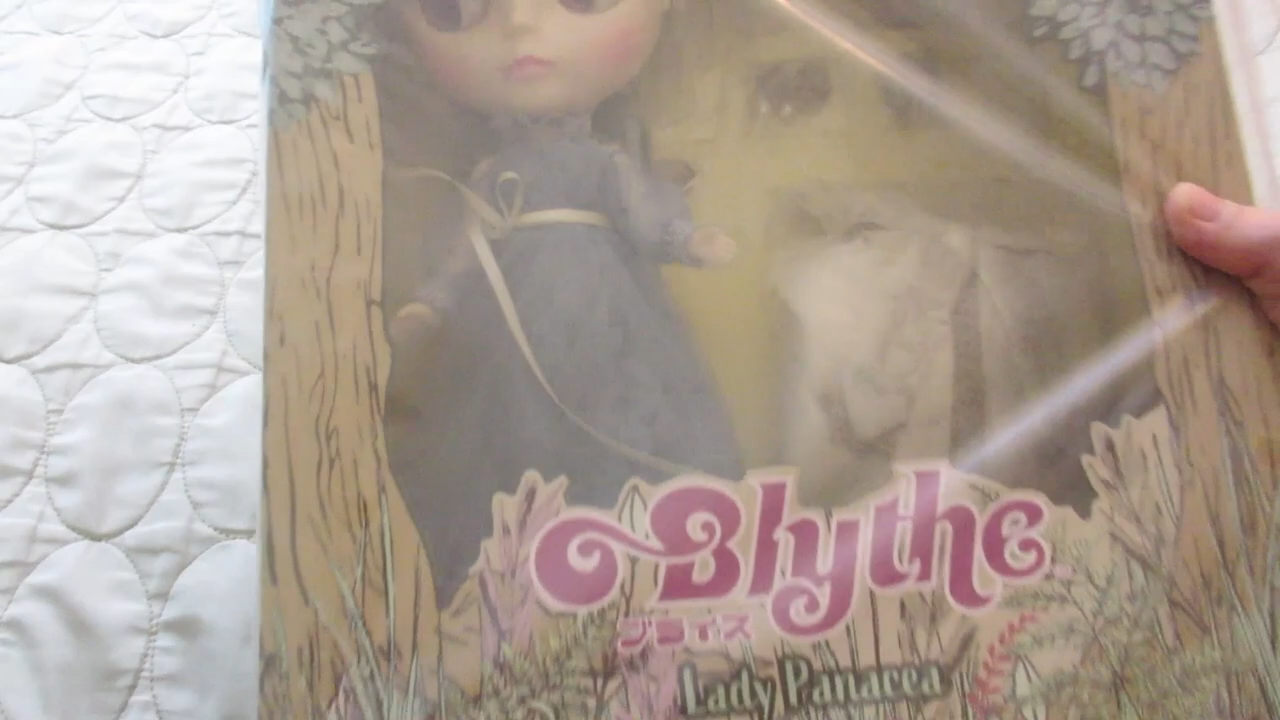 Blythe
ブライス
Lady Panacea